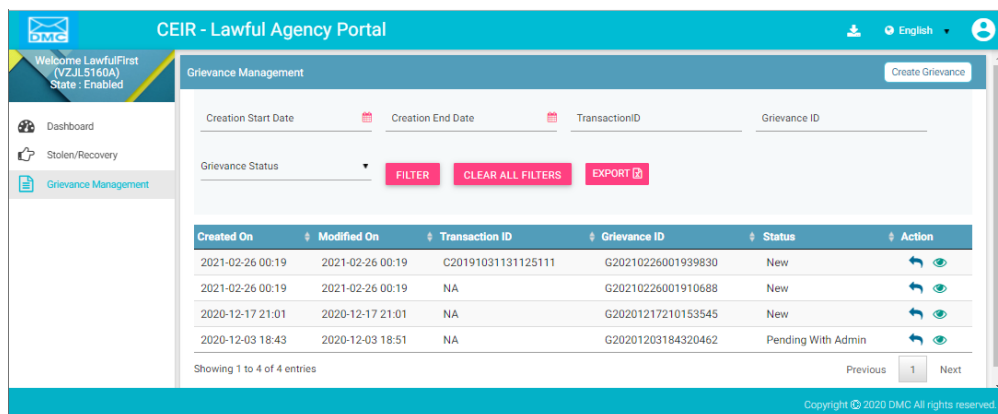 DMC
CEIR - Lawful Agency Portal
English
Welcome LawfulFirst
(VZJL5160A)
State : Enabled
Dashboard
Stolen/Recovery
Grievance Management
Grievance Management
Create Grievance
Creation Start Date
Creation End Date
TransactionID
Grievance ID
Grievance Status
FILTER
CLEAR ALL FILTERS
EXPORT
Created On Modified On Transaction ID Grievance ID Status Action
2021-02-26 00:19 2021-02-26 00:19 C20191031131125111 G20210226001939830 New
2021-02-26 00:19 2021-02-26 00:19 NA G20210226001910688 New
2020-12-17 21:01 2020-12-17 21:01 NA G20201217210153545 New
2020-12-03 18:43 2020-12-03 18:51 NA G20201203184320462 Pending With Admin
Showing 1 to 4 of 4 entries
Previous 1 Next
Copyright © 2020 DMC All rights reserved.